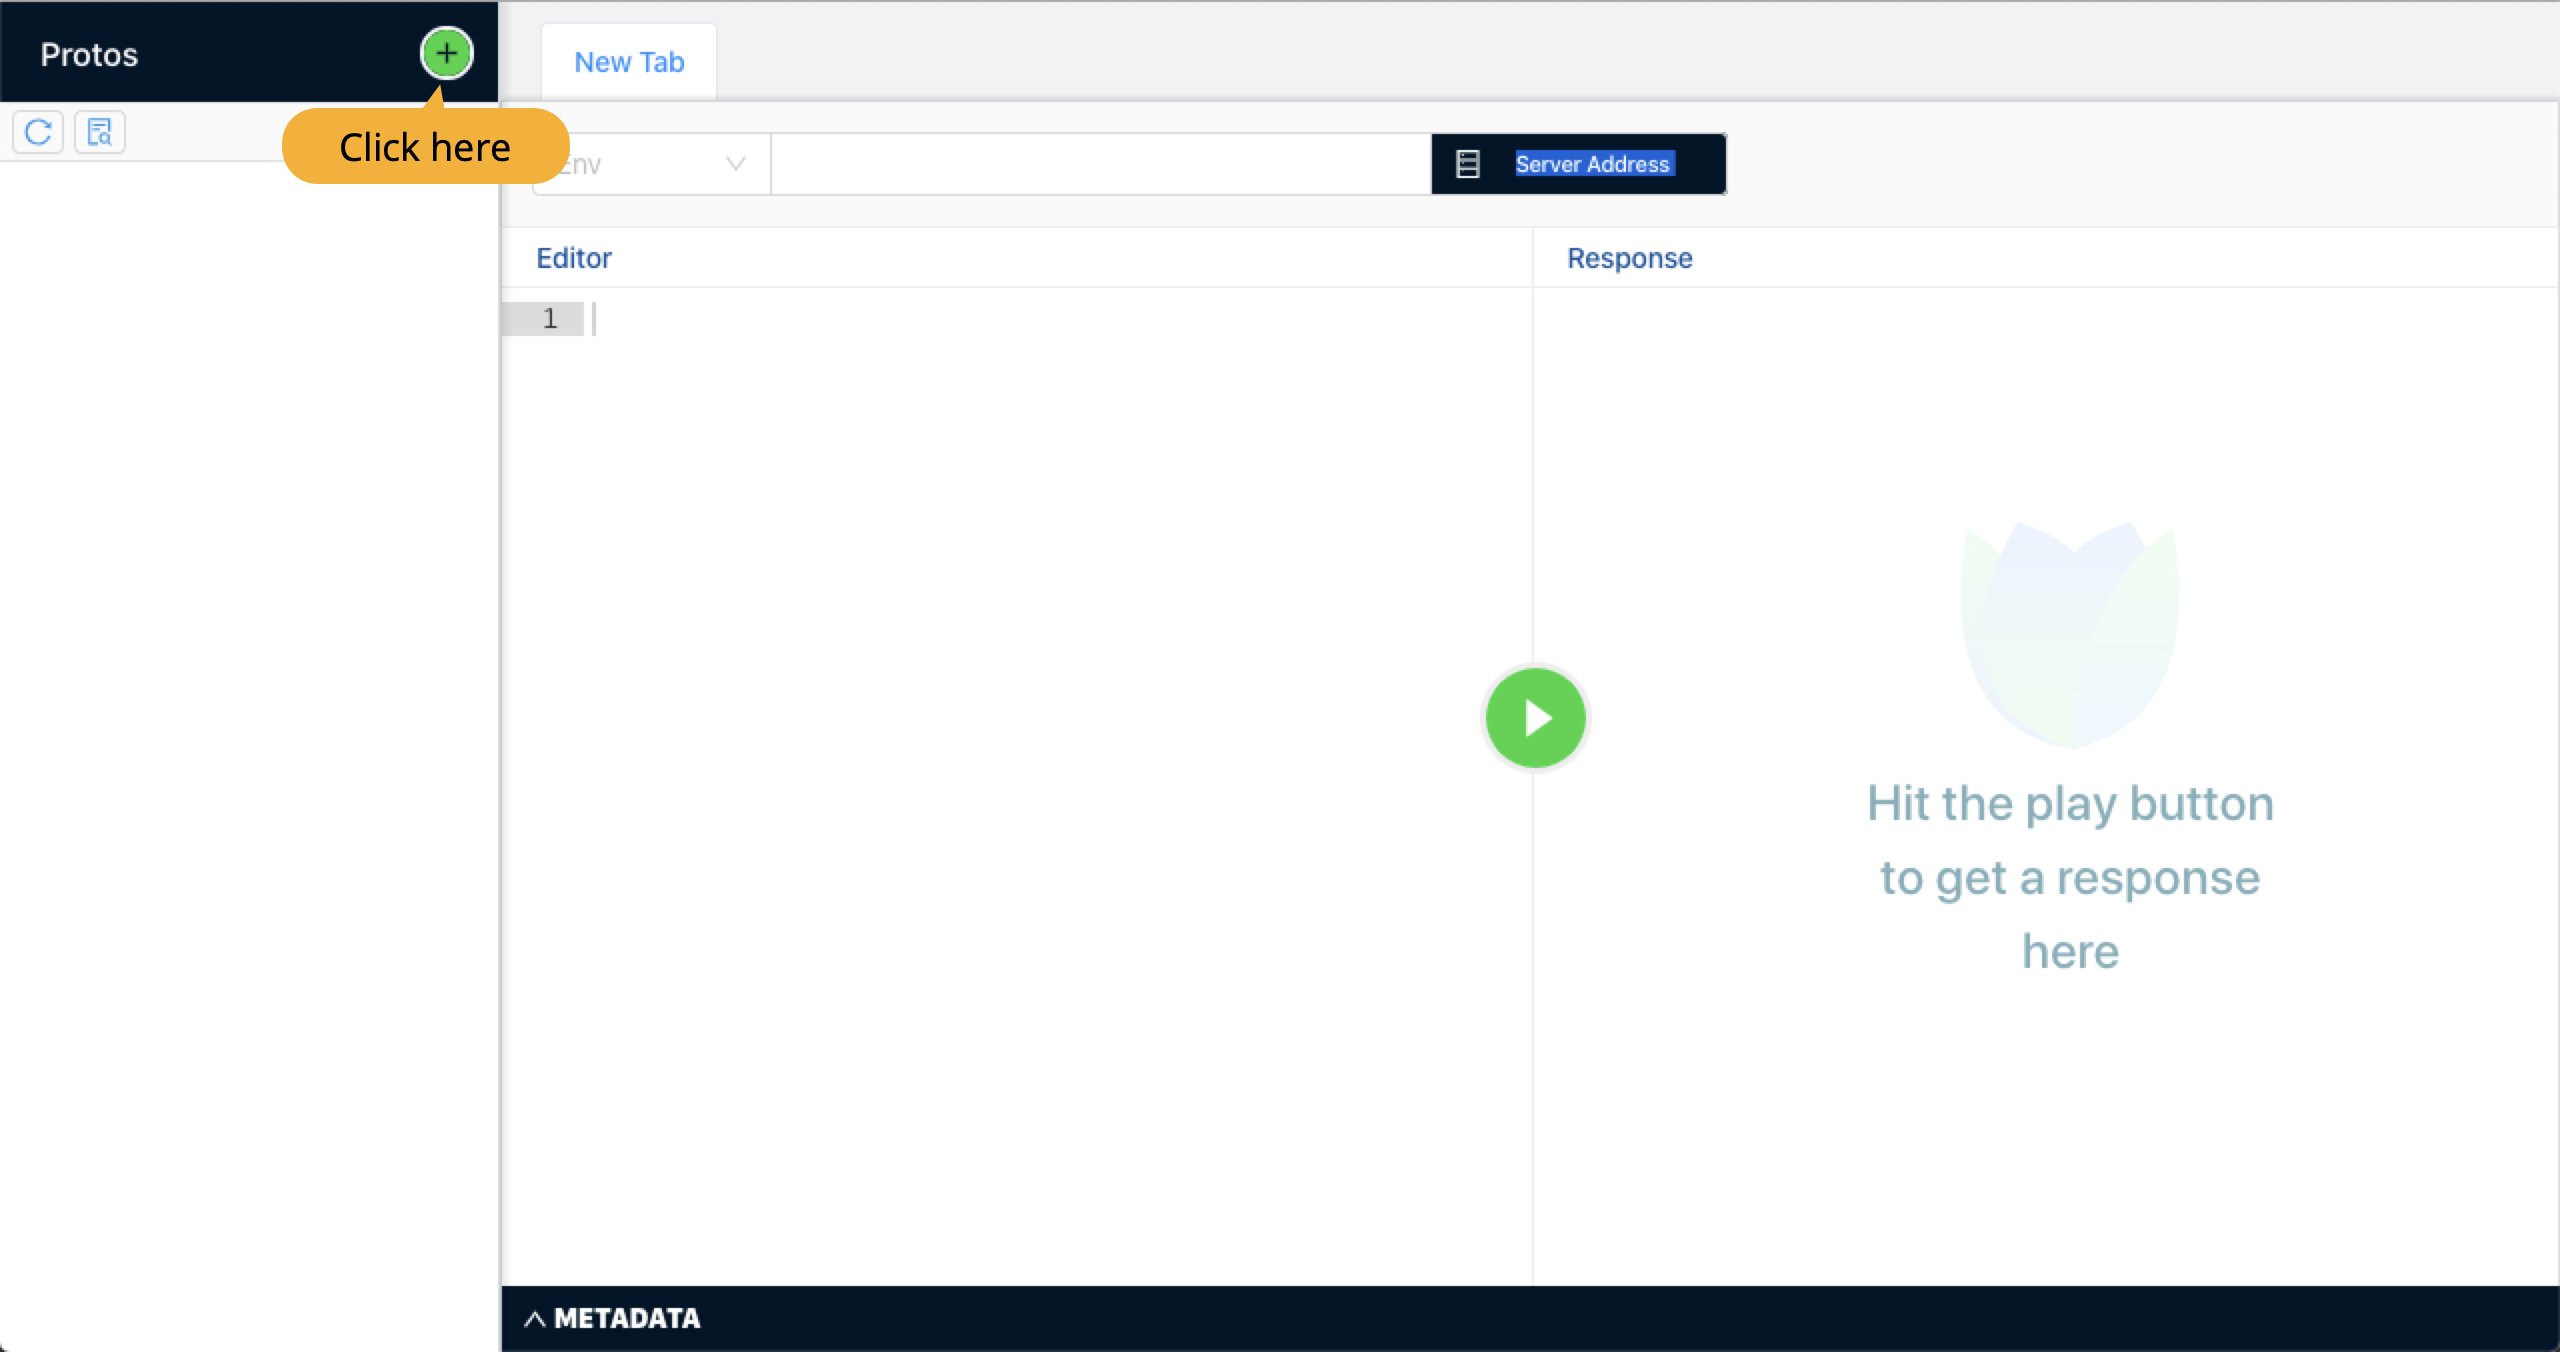 Protos
New Tab
Click here
Env
Server Address
Editor
Response
1
Hit the play button
to get a response
here
METADATA